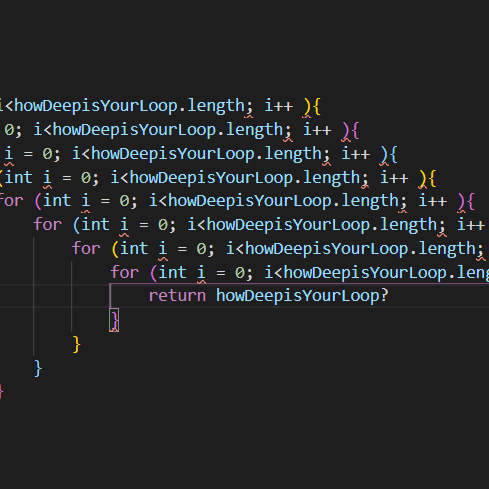 i<howDeepisYourLoop.length; i++ ){
0; i<howDeepisYourLoop.length; i++ ){
i = 0; i<howDeepisYourLoop.length; i++ ){
(int i = 0; i<howDeepisYourLoop.length; i++ ){
for (int i = 0; i<howDeepisYourLoop.length; i++ ){
for (int i = 0; i<howDeepisYourLoop.length; i++
for (int i = 0; i<howDeepisYourLoop.length;
for (int i = 0; i<howDeepisYourLoop.leng
return howDeepisYourLoop?
}
}
}
}